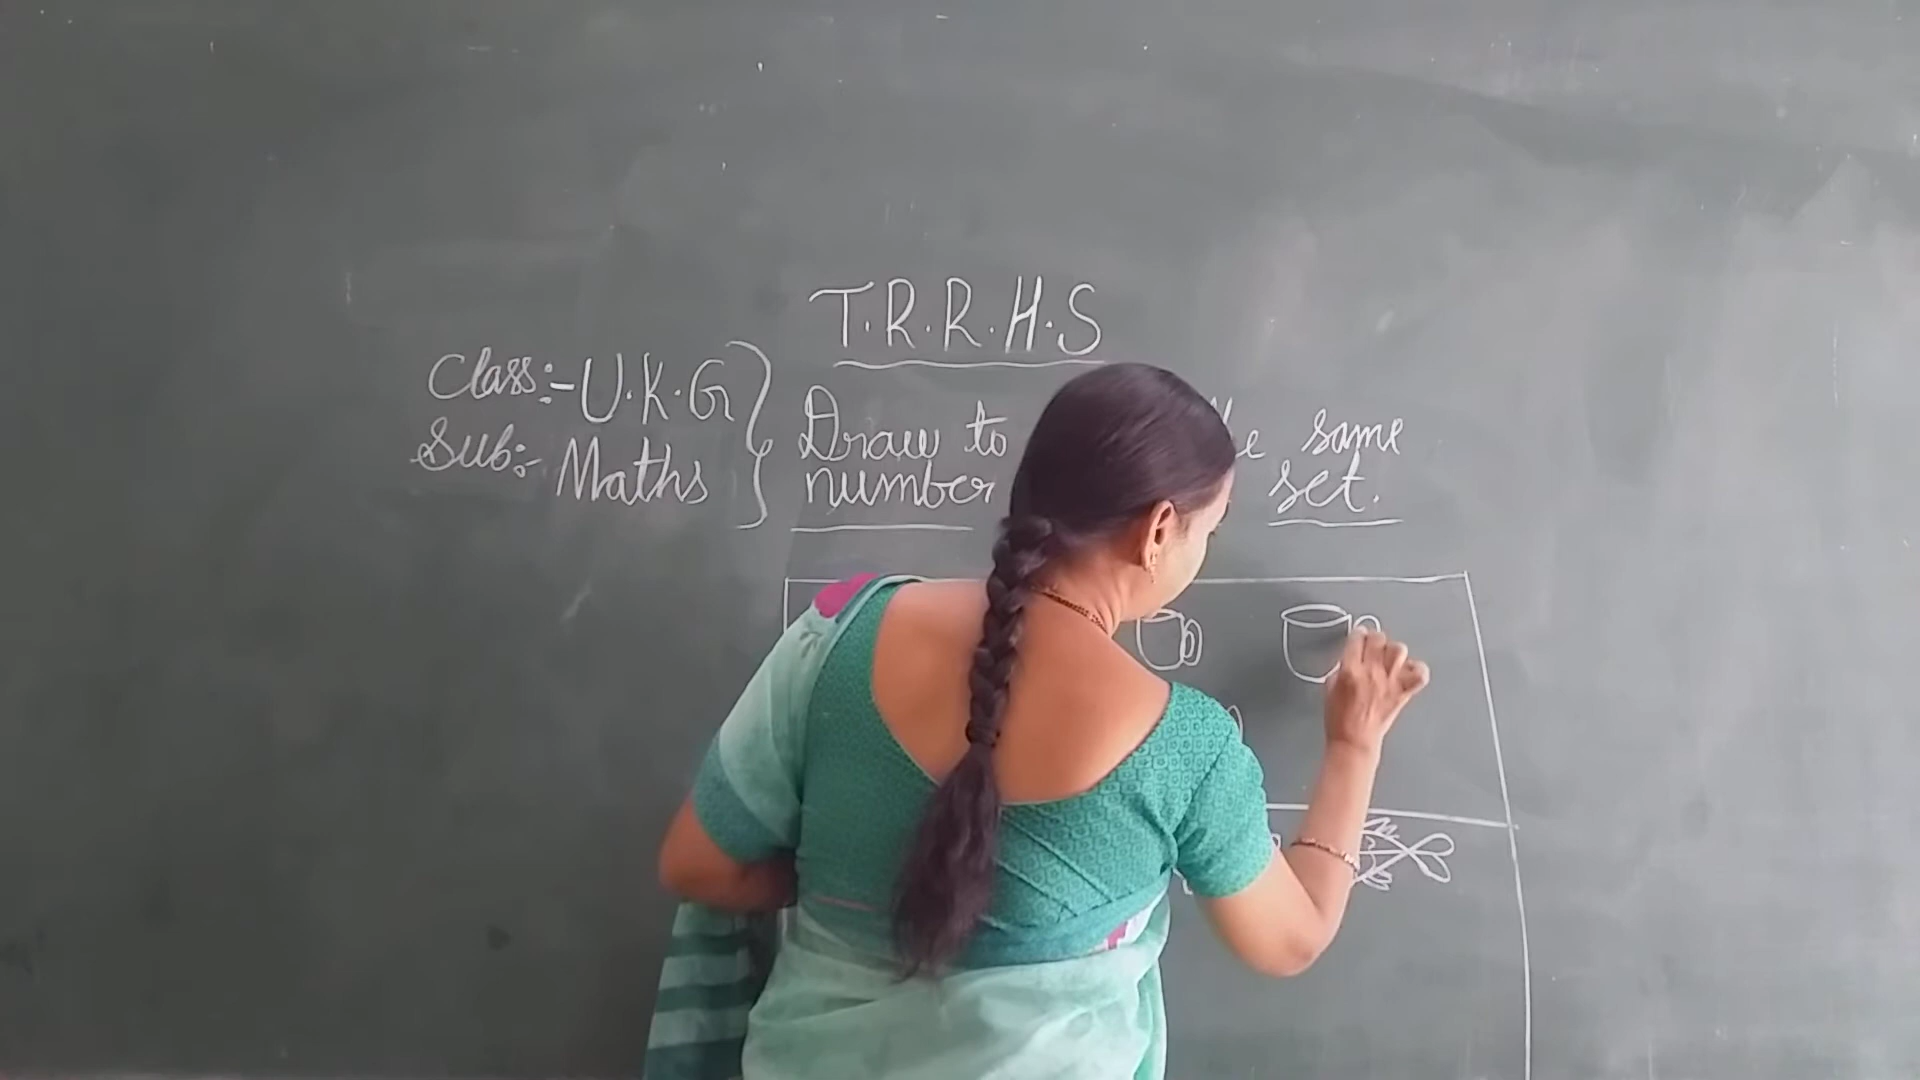 T.R.R.H.S
Class:- U.K.G
Sub:- Maths
Draw to same
number set.